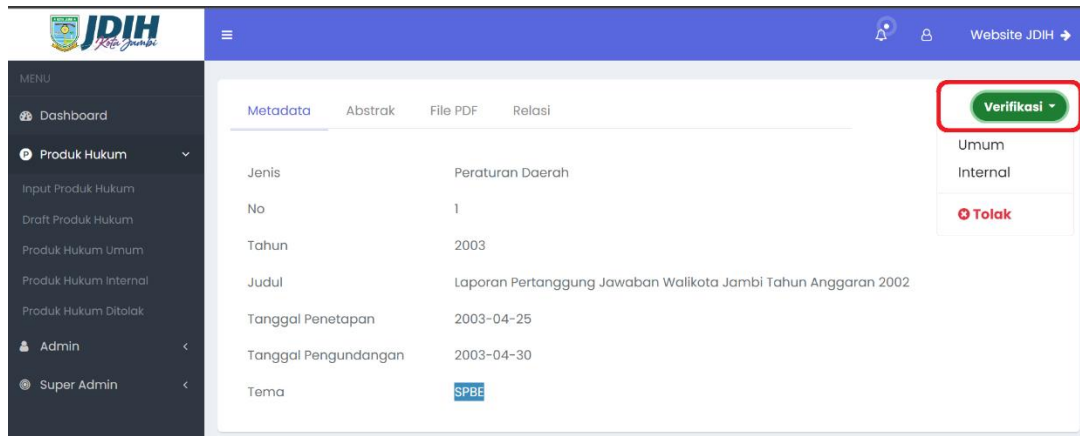 JDIH
Kota Jambi
Website JDIH
MENU
Dashboard
Produk Hukum
Input Produk Hukum
Draft Produk Hukum
Produk Hukum Umum
Produk Hukum Internal
Produk Hukum Ditolak
Admin
Super Admin
Metadata Abstrak File PDF Relasi
Verifikasi
Umum
Internal
Tolak
Jenis Peraturan Daerah
No 1
Tahun 2003
Judul Laporan Pertanggung Jawaban Walikota Jambi Tahun Anggaran 2002
Tanggal Penetapan 2003-04-25
Tanggal Pengundangan 2003-04-30
Tema SPBE